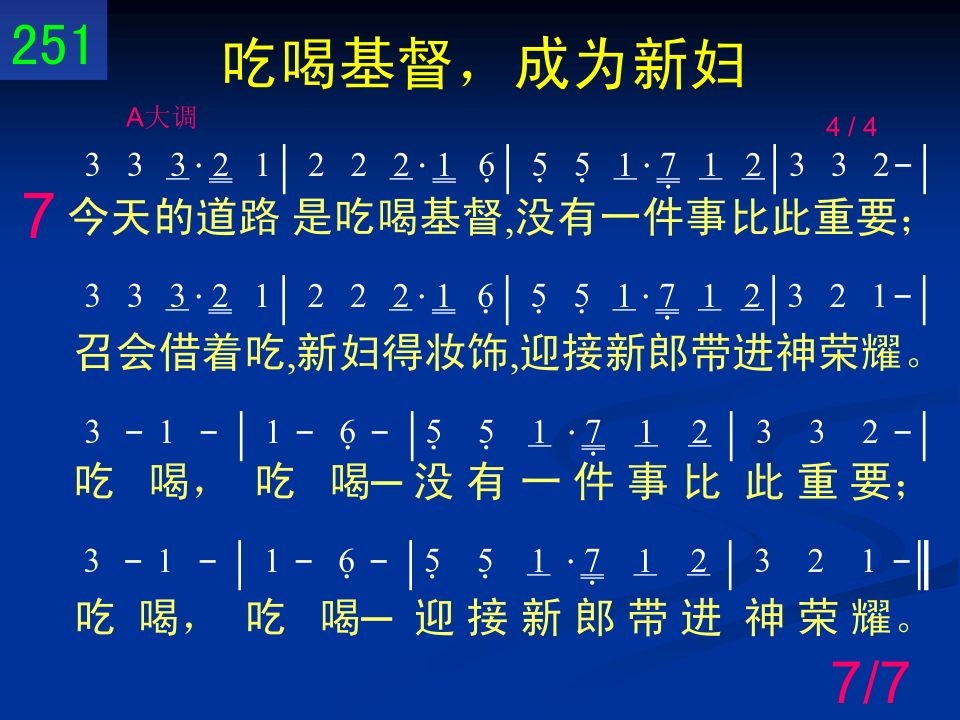 251
吃喝基督，成为新妇
A大调
4 / 4
3 3 3·2 1│2 2 2·1 6̣│5̣ 5̣ 1·7̣ 1 2│3 3 2－│
7 今天的道路 是吃喝基督,没有一件事比此重要；
3 3 3·2 1│2 2 2·1 6̣│5̣ 5̣ 1·7̣ 1 2│3 2 1－│
召会借着吃,新妇得妆饰,迎接新郎带进神荣耀。
3 － 1 －│1 － 6̣ －│5̣ 5̣ 1·7̣ 1 2│3 3 2－│
吃 喝， 吃 喝─ 没 有 一 件 事 比 此 重 要；
3 － 1 －│1 － 6̣ －│5̣ 5̣ 1·7̣ 1 2│3 2 1－‖
吃 喝， 吃 喝─ 迎 接 新 郎 带 进 神 荣 耀。
7/7